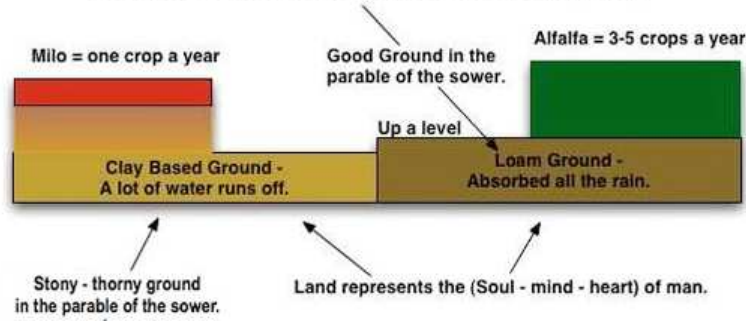 Milo = one crop a year
Good Ground in the
parable of the sower.
Alfalfa = 3-5 crops a year
Up a level
Clay Based Ground -
A lot of water runs off.
Loam Ground -
Absorbed all the rain.
Stony - thorny ground
in the parable of the sower.
Land represents the (Soul - mind - heart) of man.